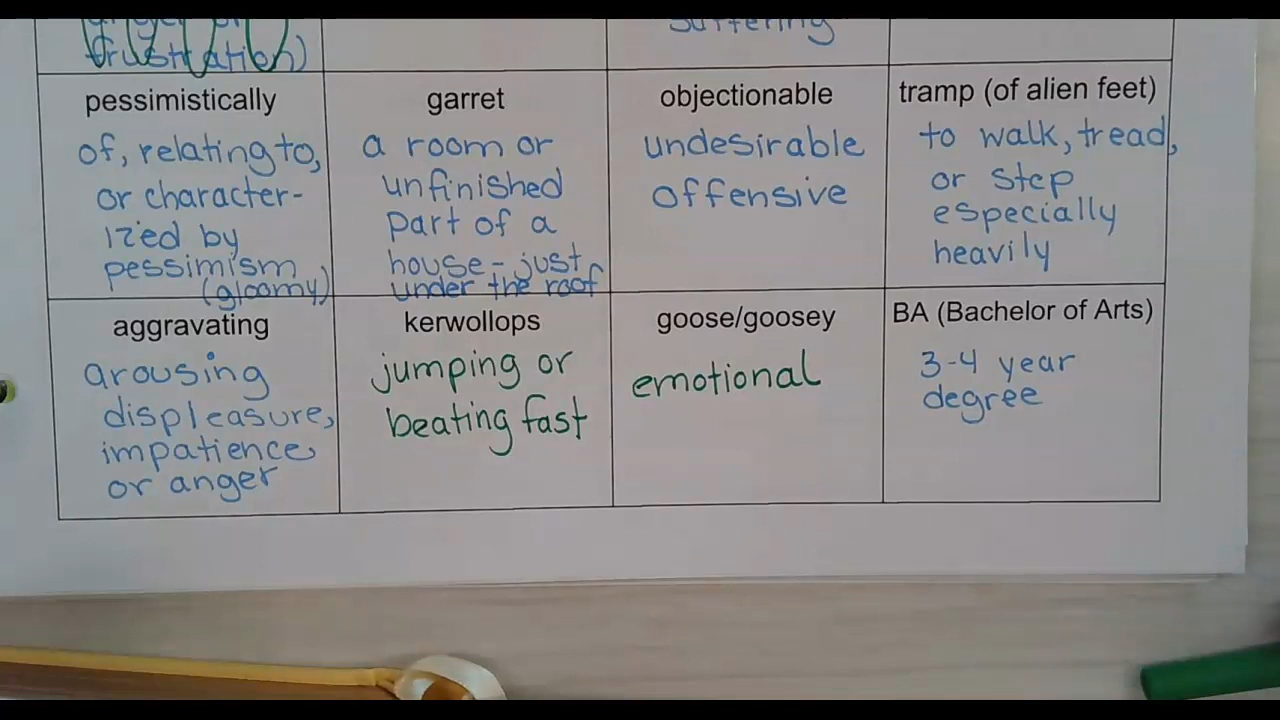 frustration)
suffering
pessimistically
of, relating to,
or character-
ized by
pessimism
(gloomy)
garret
a room or
unfinished
part of a
house - just
under the roof
objectionable
undesirable
offensive
tramp (of alien feet)
to walk, tread,
or step
especially
heavily
aggravating
arousing
displeasure,
impatience
or anger
kerwollops
jumping or
beating fast
goose/goosey
emotional
BA (Bachelor of Arts)
3-4 year
degree